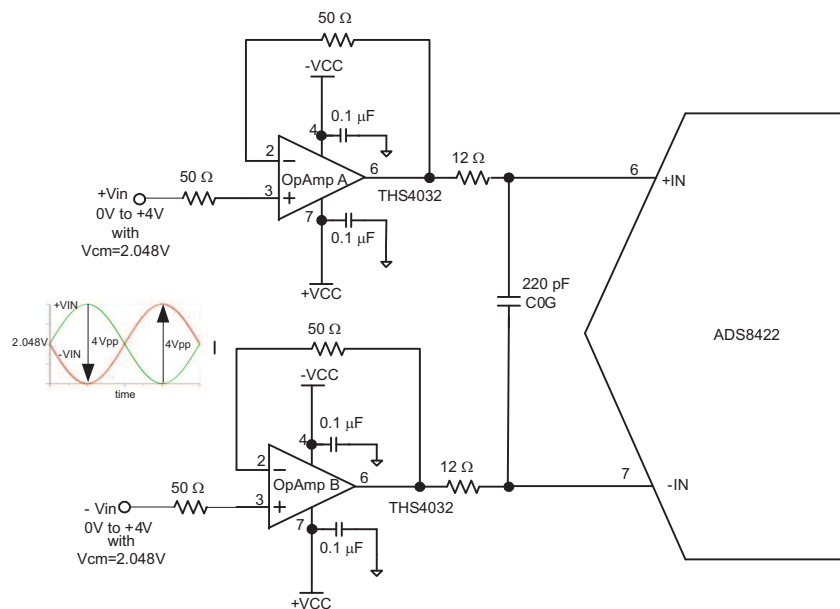 50 Ω
-VCC
0.1 μF
4
2
50 Ω
OpAmp A
6
12 Ω
6
+Vin
3
THS4032
+IN
0V to +4V
with
Vcm=2.048V
7
0.1 μF
+VCC
220 pF
C0G
ADS8422
+VIN
2.048V
4Vpp
4Vpp
-VIN
time
50 Ω
-VCC
0.1 μF
4
2
50 Ω
OpAmp B
6
12 Ω
7
-IN
- Vin
3
THS4032
0V to +4V
with
Vcm=2.048V
7
0.1 μF
+VCC